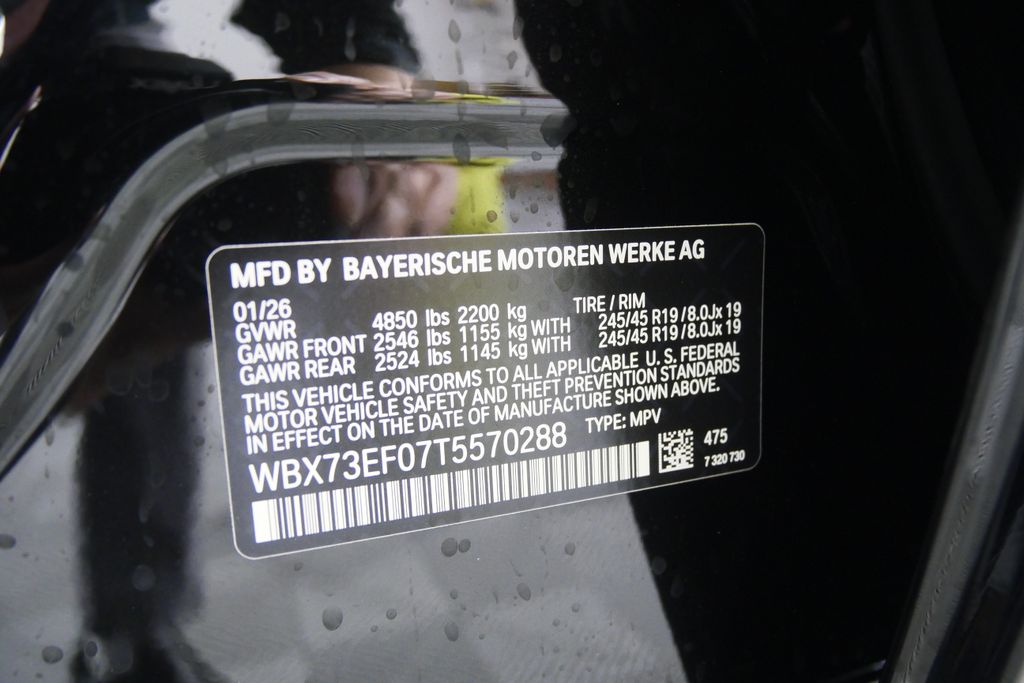 MFD BY BAYERISCHE MOTOREN WERKE AG
01/26 TIRE / RIM
GVWR 4850 lbs 2200 kg
GAWR FRONT 2546 lbs 1155 kg WITH 245/45 R19 / 8.0Jx 19
GAWR REAR 2524 lbs 1145 kg WITH 245/45 R19 / 8.0Jx 19
THIS VEHICLE CONFORMS TO ALL APPLICABLE U. S. FEDERAL
MOTOR VEHICLE SAFETY AND THEFT PREVENTION STANDARDS
IN EFFECT ON THE DATE OF MANUFACTURE SHOWN ABOVE.
WBX73EF07T5570288 TYPE: MPV
475
7 320 730